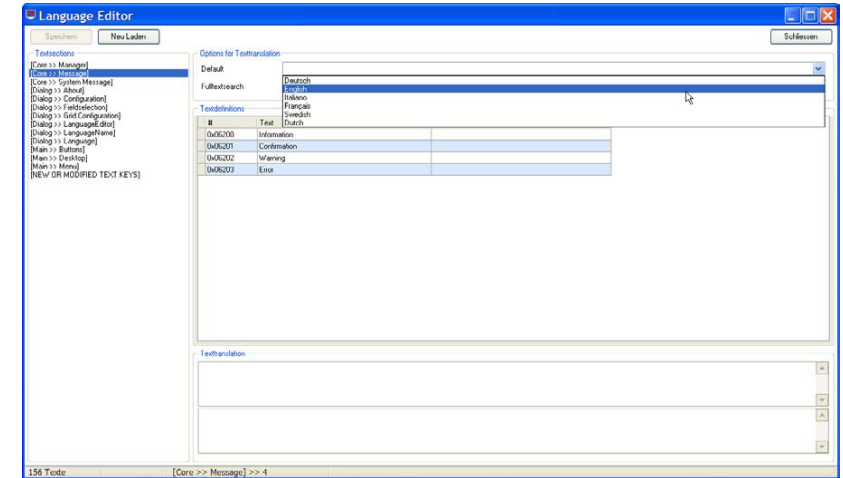 Language Editor
Speichern
Neu Laden
Schliessen
Textsections
[Core >> Manager]
[Core >> Message]
[Core >> System Message]
[Dialog >> About]
[Dialog >> Configuration]
[Dialog >> Fieldselection]
[Dialog >> Grid Configuration]
[Dialog >> LanguageEditor]
[Dialog >> LanguageName]
[Dialog >> Language]
[Main >> Buttons]
[Main >> Desktop]
[Main >> Menu]
[NEW OR MODIFIED TEXT KEYS]
Options for Texttranslation
Default
Fulltextsearch
Deutsch
English
Italiano
Français
Swedish
Dutch
Textdefinitions
# Text
0x06200 Information
0x06201 Confirmation
0x06202 Warning
0x06203 Error
Texttranslation
156 Texte
[Core >> Message] >> 4